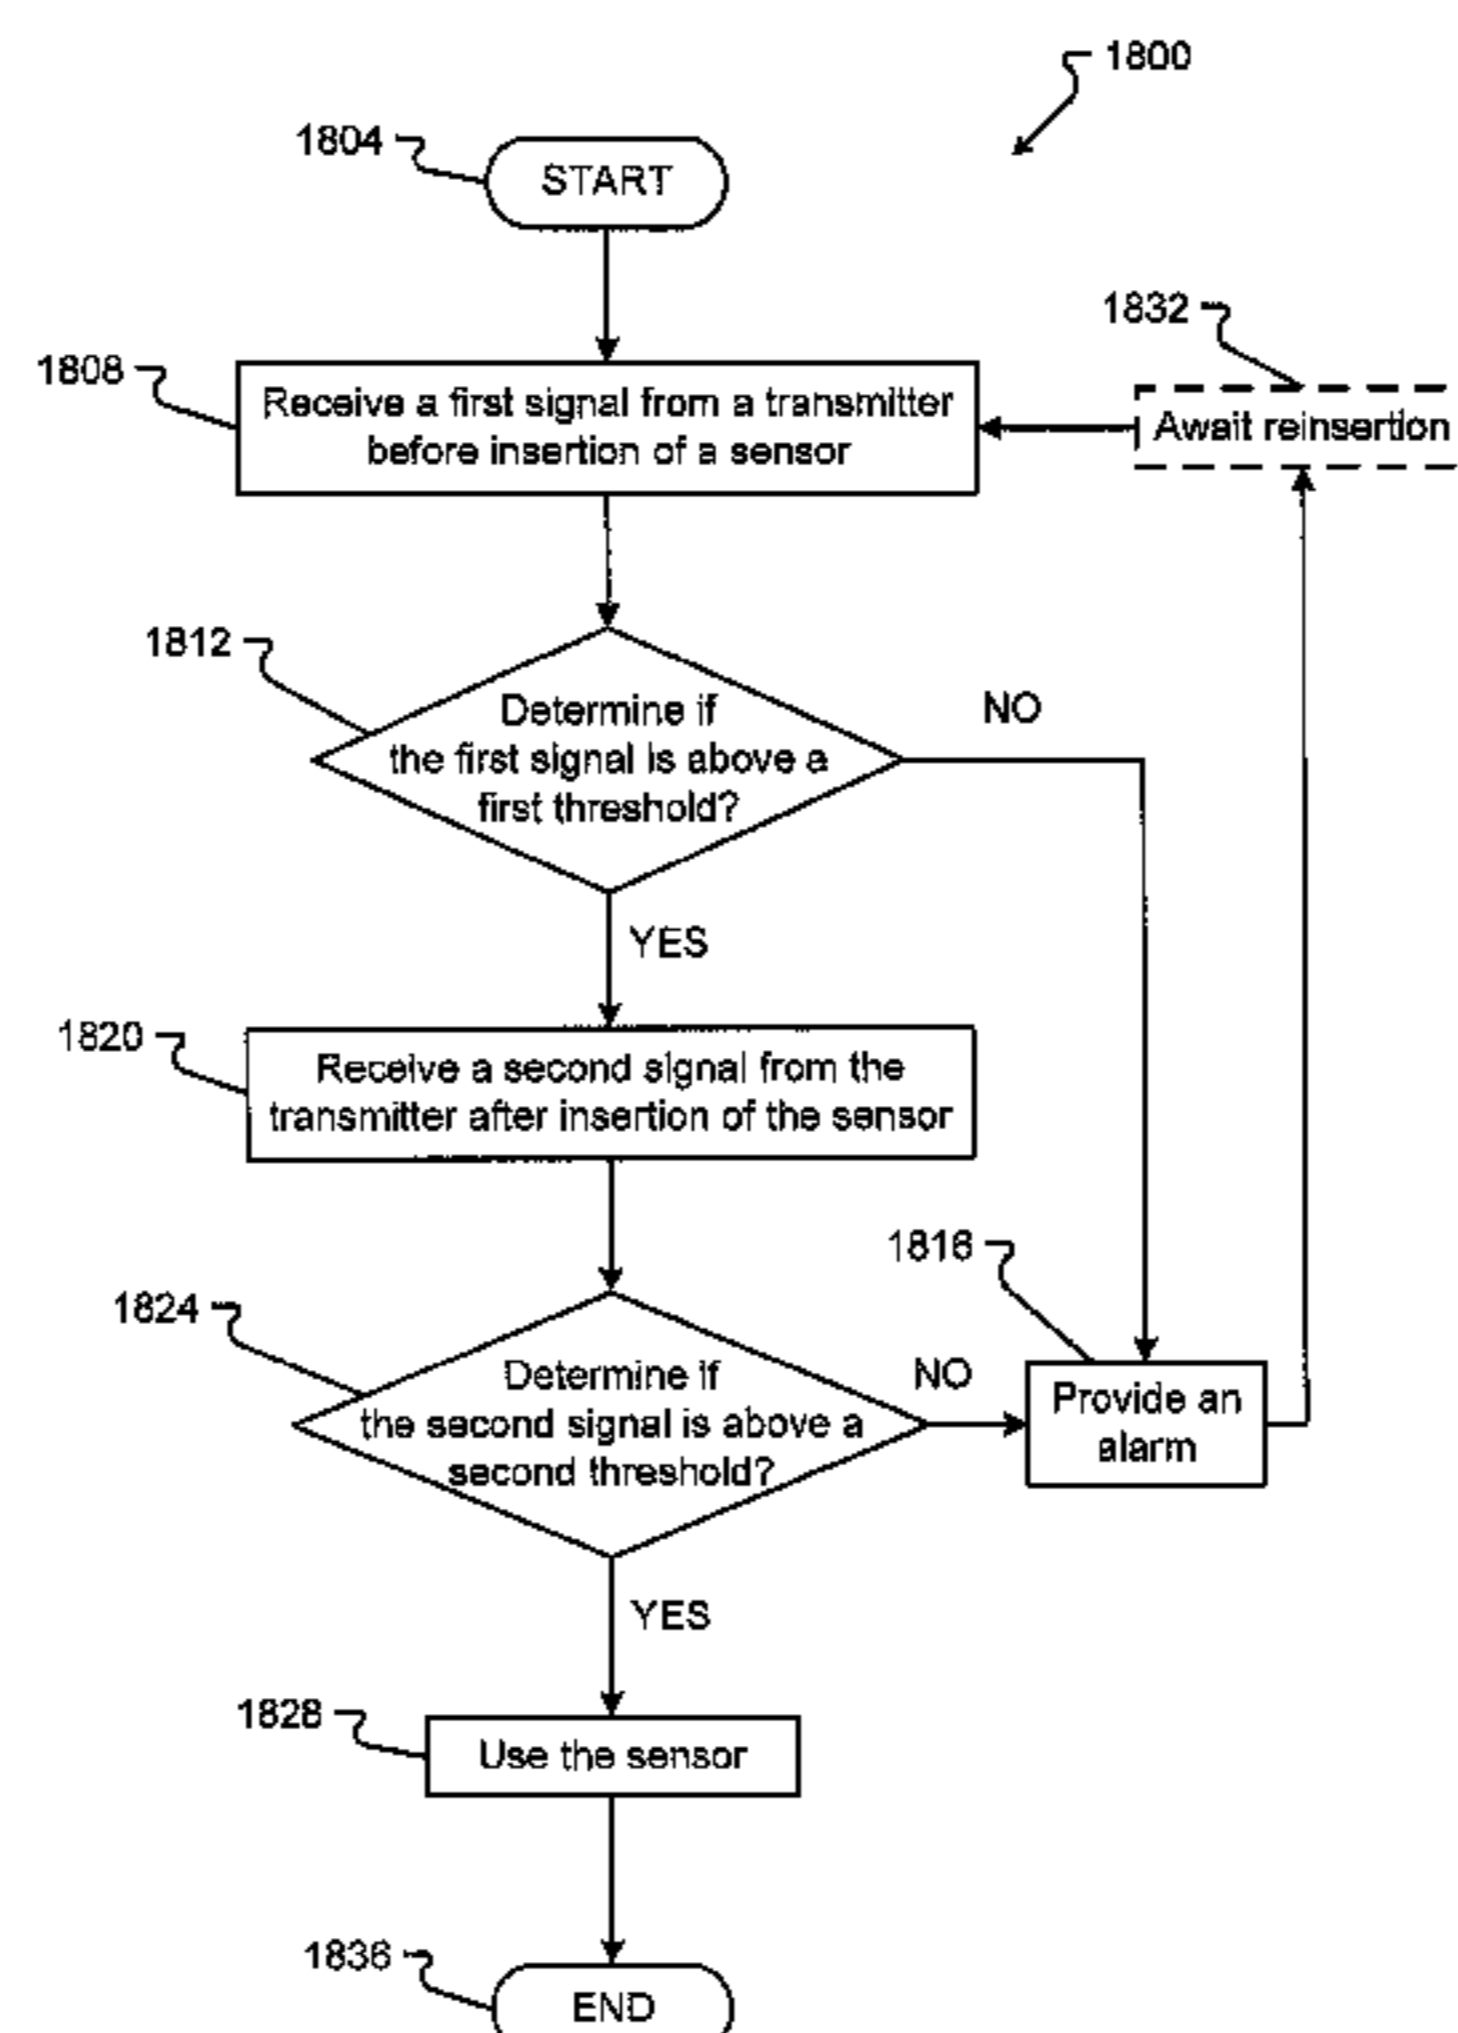 1800
1804
START
1832
1808
Receive a first signal from a transmitter
before insertion of a sensor
Await reinsertion
1812
Determine if
the first signal is above a
first threshold?
NO
YES
1820
Receive a second signal from the
transmitter after insertion of the sensor
1816
1824
Determine if
the second signal is above a
second threshold?
NO
Provide an
alarm
YES
1828
Use the sensor
1836
END